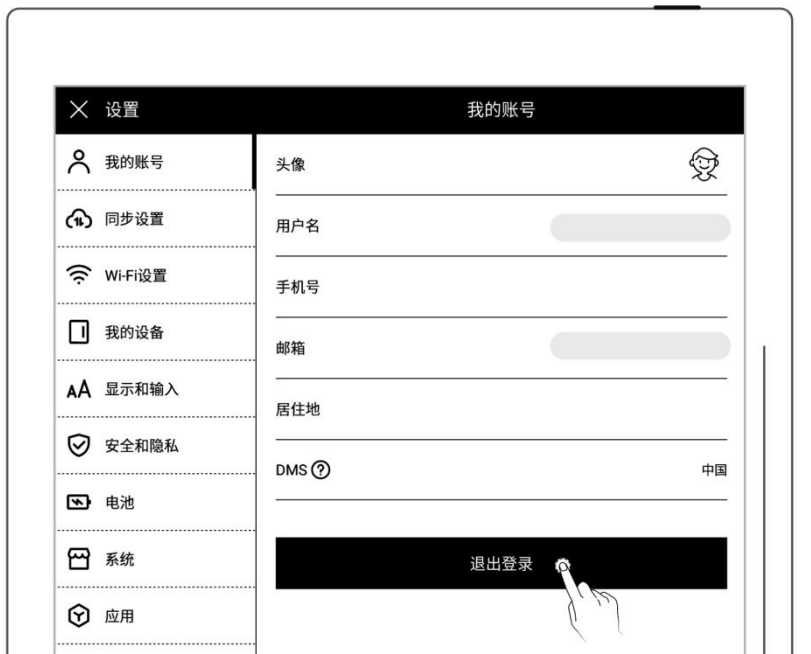 设置
我的账号
我的账号
同步设置
Wi-Fi设置
我的设备
显示和输入
安全和隐私
电池
系统
应用
头像
用户名
手机号
邮箱
居住地
DMS ? 中国
退出登录